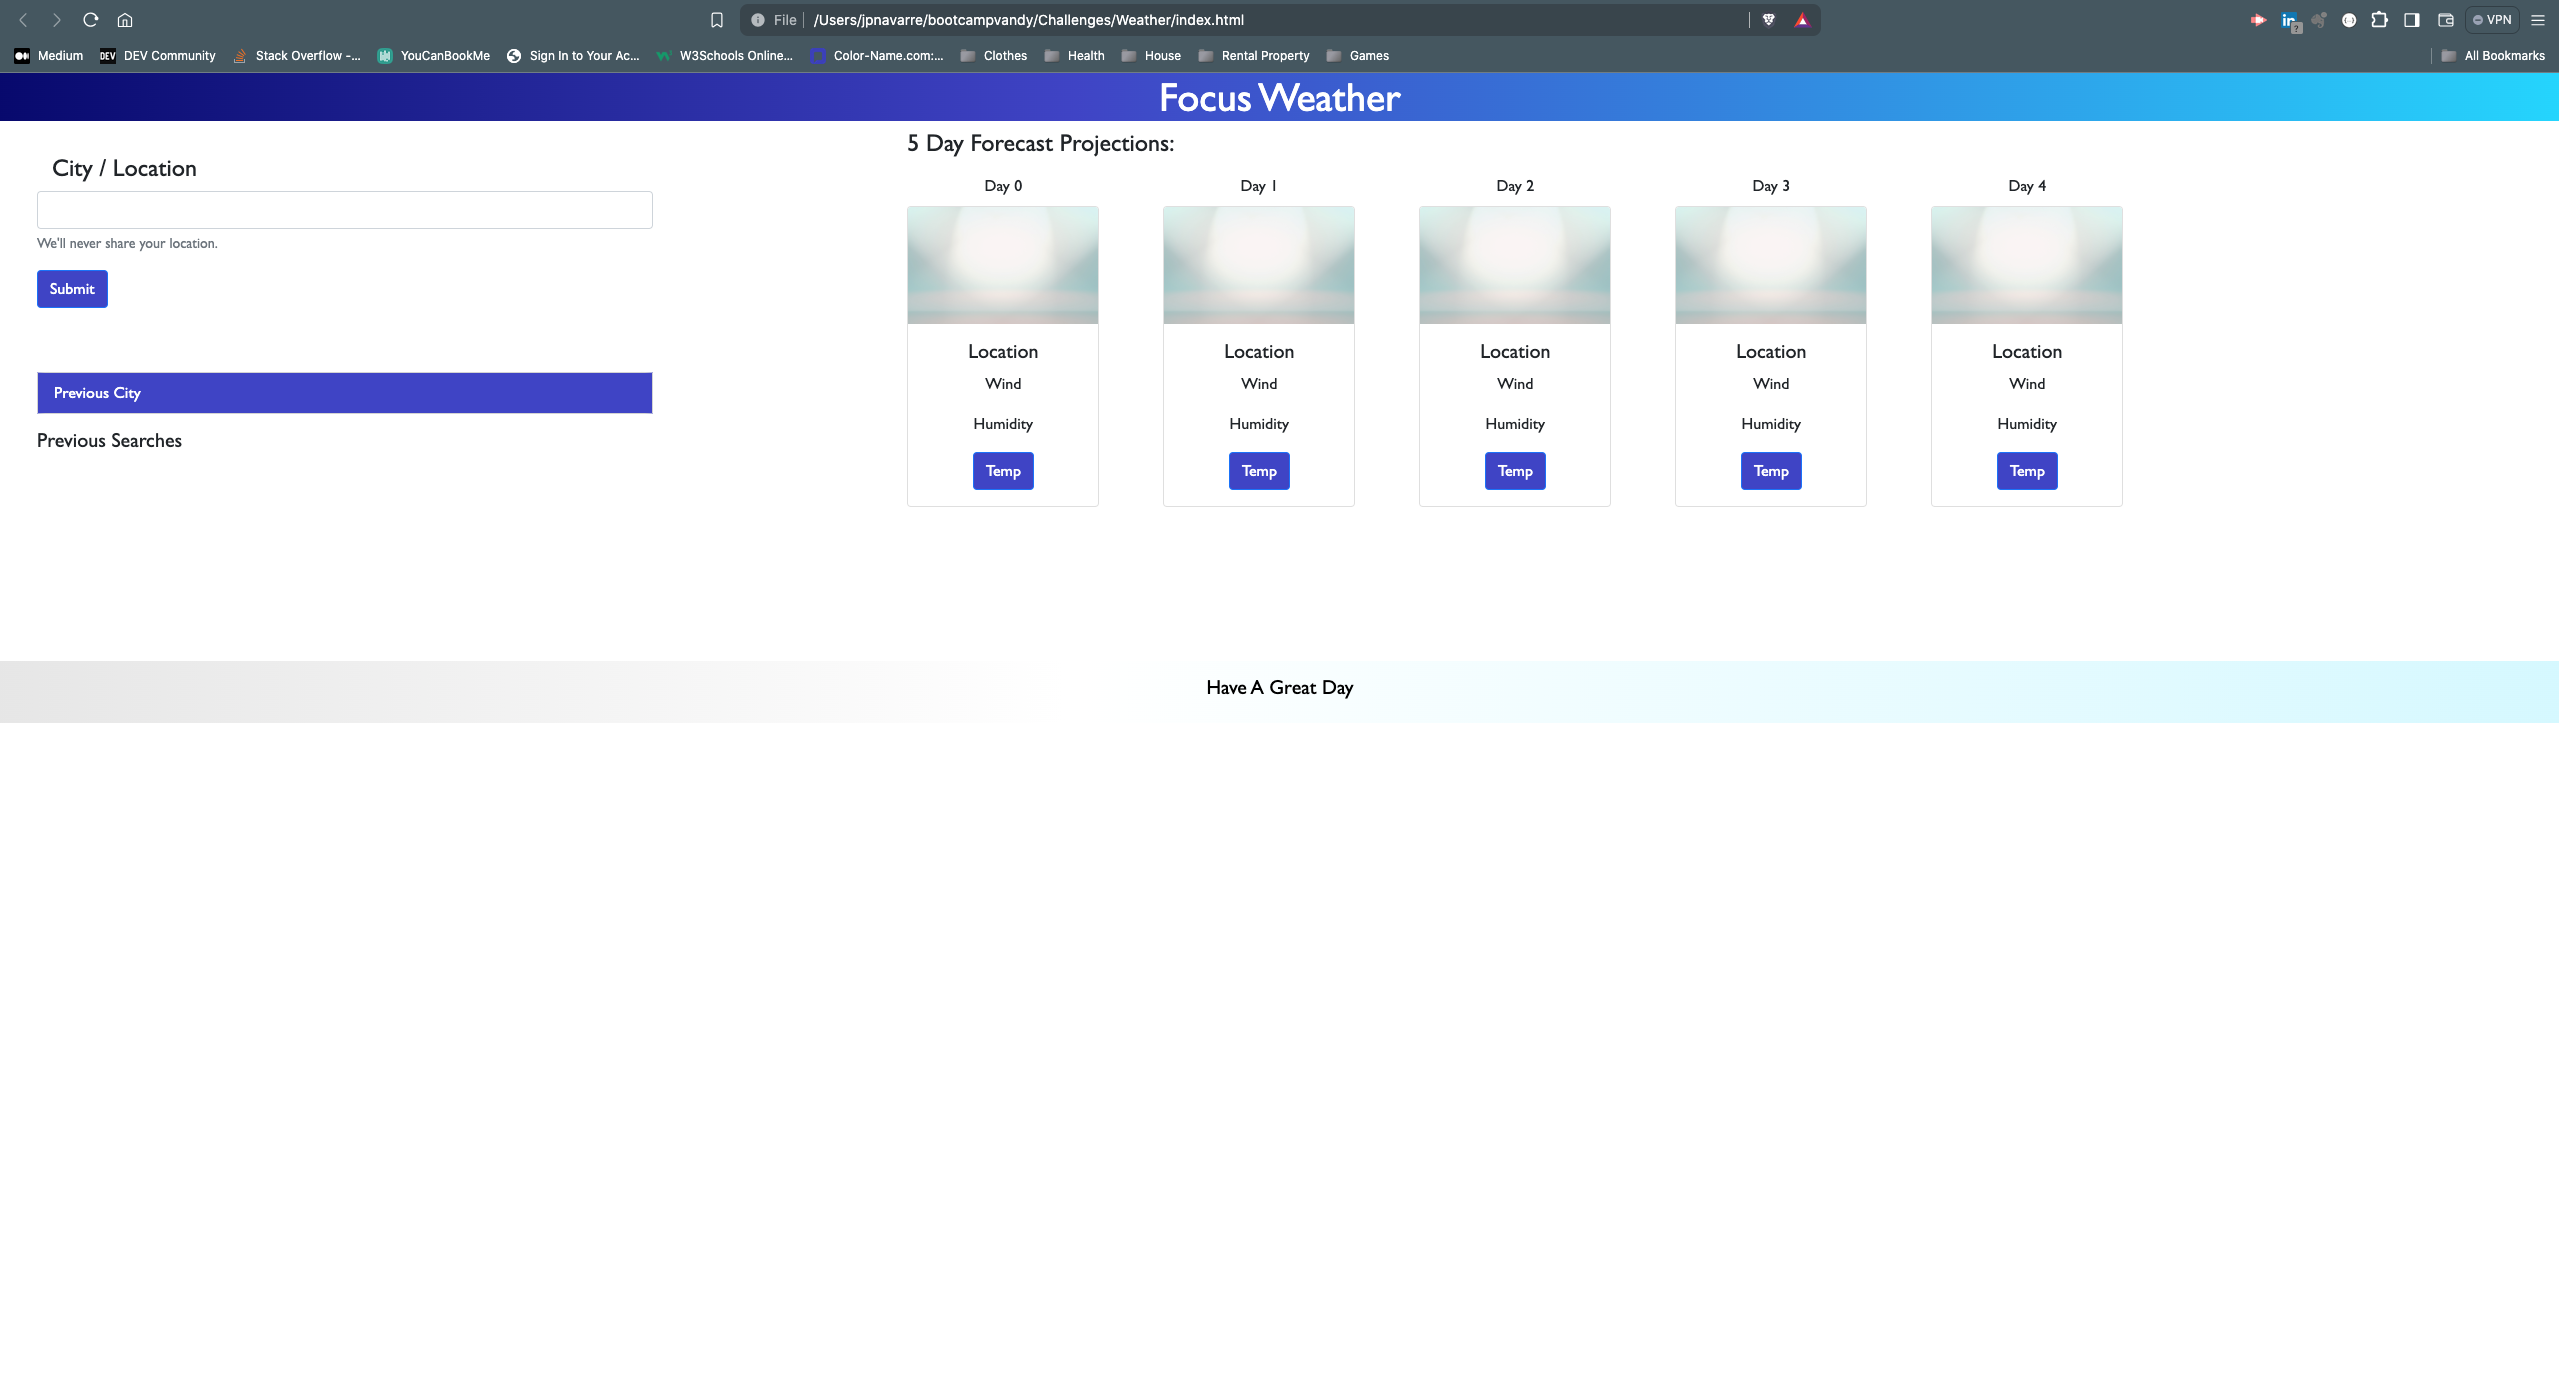 File /Users/jpnavarre/bootcampvandy/Challenges/Weather/index.html VPN
Medium DEV DEV Community Stack Overflow -... YouCanBookMe Sign In to Your Ac... W3Schools Online... Color-Name.com:... Clothes Health House Rental Property Games All Bookmarks
Focus Weather
City / Location
We'll never share your location.
Submit
Previous City
Previous Searches
5 Day Forecast Projections:
Day 0 Day 1 Day 2 Day 3 Day 4
Location Location Location Location Location
Wind Wind Wind Wind Wind
Humidity Humidity Humidity Humidity Humidity
Temp Temp Temp Temp Temp
Have A Great Day